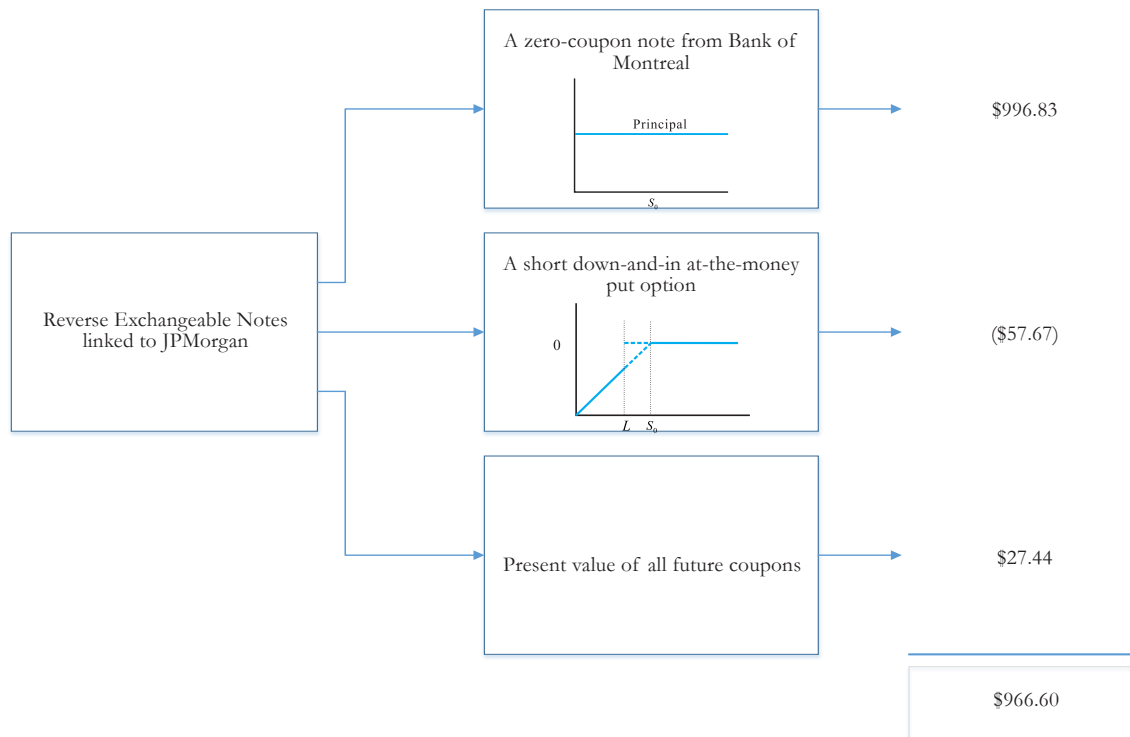 A zero-coupon note from Bank of
Montreal
Principal
S₀
$996.83
Reverse Exchangeable Notes
linked to JPMorgan
A short down-and-in at-the-money
put option
0
L S₀
($57.67)
Present value of all future coupons
$27.44
$966.60